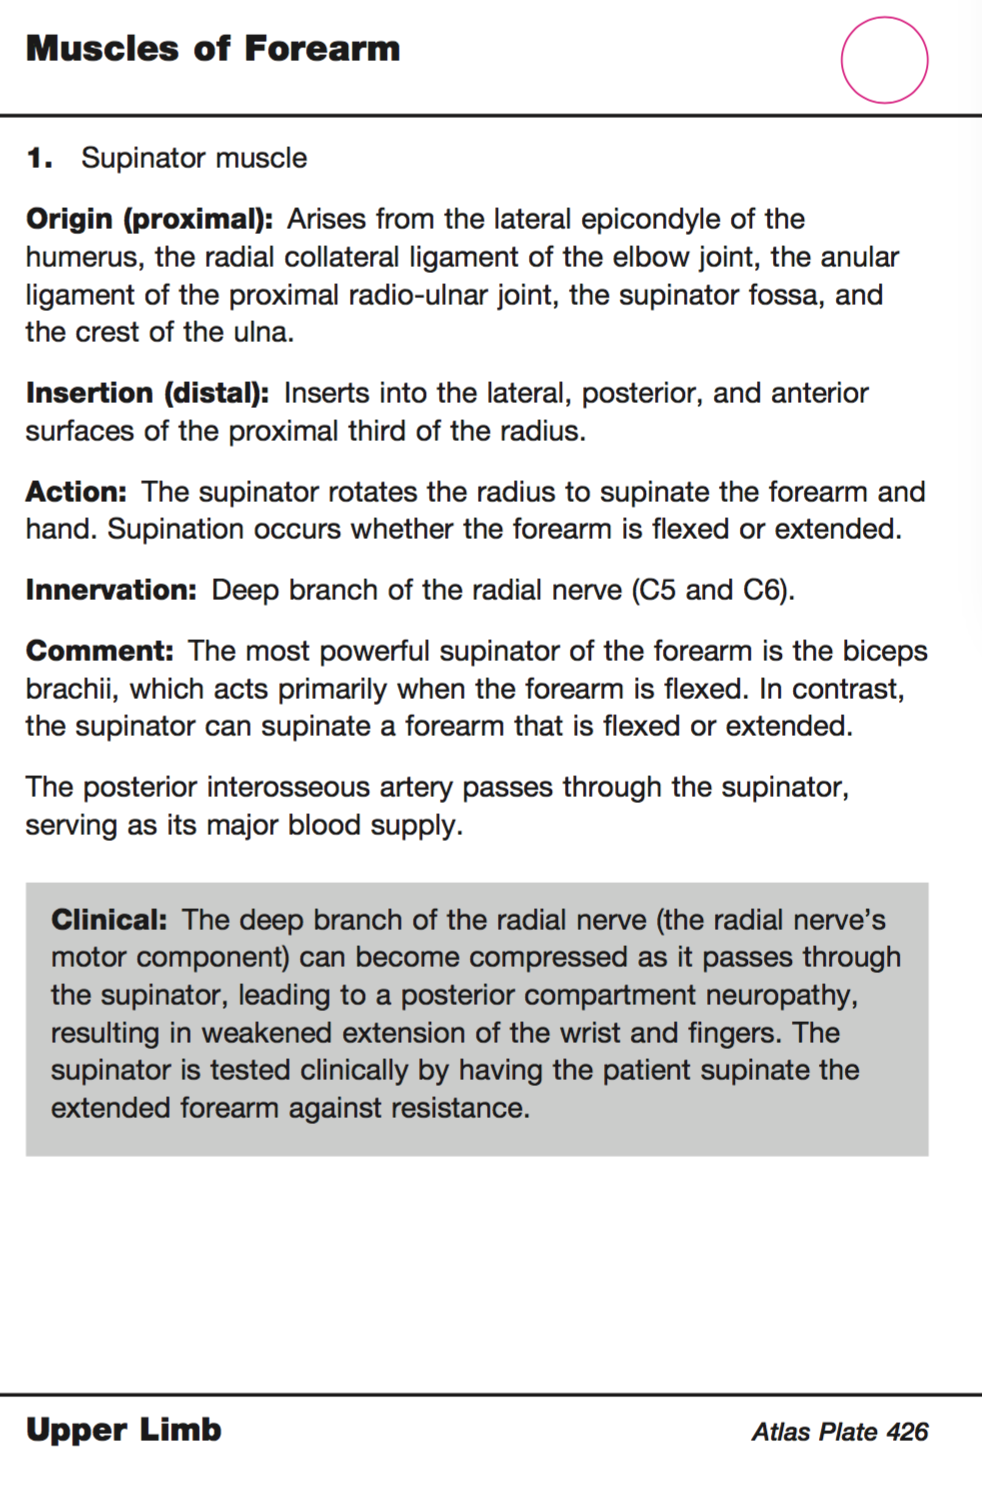 Muscles of Forearm
1. Supinator muscle
Origin (proximal): Arises from the lateral epicondyle of the
humerus, the radial collateral ligament of the elbow joint, the anular
ligament of the proximal radio-ulnar joint, the supinator fossa, and
the crest of the ulna.
Insertion (distal): Inserts into the lateral, posterior, and anterior
surfaces of the proximal third of the radius.
Action: The supinator rotates the radius to supinate the forearm and
hand. Supination occurs whether the forearm is flexed or extended.
Innervation: Deep branch of the radial nerve (C5 and C6).
Comment: The most powerful supinator of the forearm is the biceps
brachii, which acts primarily when the forearm is flexed. In contrast,
the supinator can supinate a forearm that is flexed or extended.
The posterior interosseous artery passes through the supinator,
serving as its major blood supply.
Clinical: The deep branch of the radial nerve (the radial nerve’s
motor component) can become compressed as it passes through
the supinator, leading to a posterior compartment neuropathy,
resulting in weakened extension of the wrist and fingers. The
supinator is tested clinically by having the patient supinate the
extended forearm against resistance.
Upper Limb
Atlas Plate 426